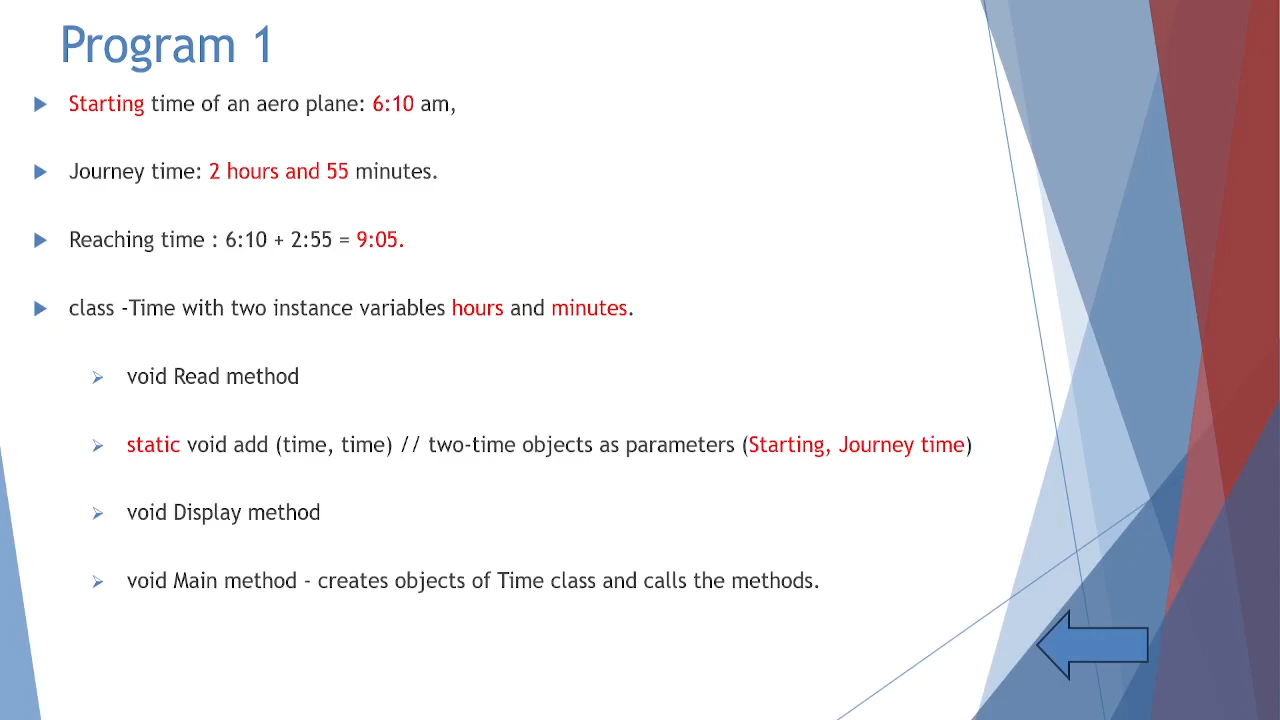 Program 1
Starting time of an aero plane: 6:10 am,
Journey time: 2 hours and 55 minutes.
Reaching time : 6:10 + 2:55 = 9:05.
class -Time with two instance variables hours and minutes.
void Read method
static void add (time, time) // two-time objects as parameters (Starting, Journey time)
void Display method
void Main method - creates objects of Time class and calls the methods.